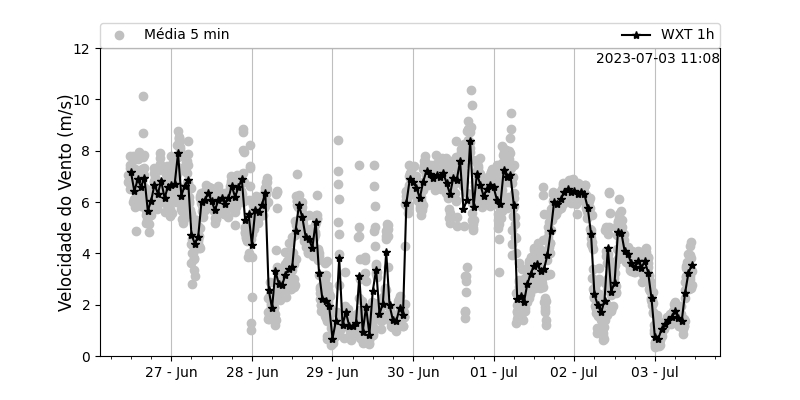 Média 5 min
WXT 1h
2023-07-03 11:08
Velocidade do Vento (m/s)
12
10
8
6
4
2
0
27 - Jun
28 - Jun
29 - Jun
30 - Jun
01 - Jul
02 - Jul
03 - Jul